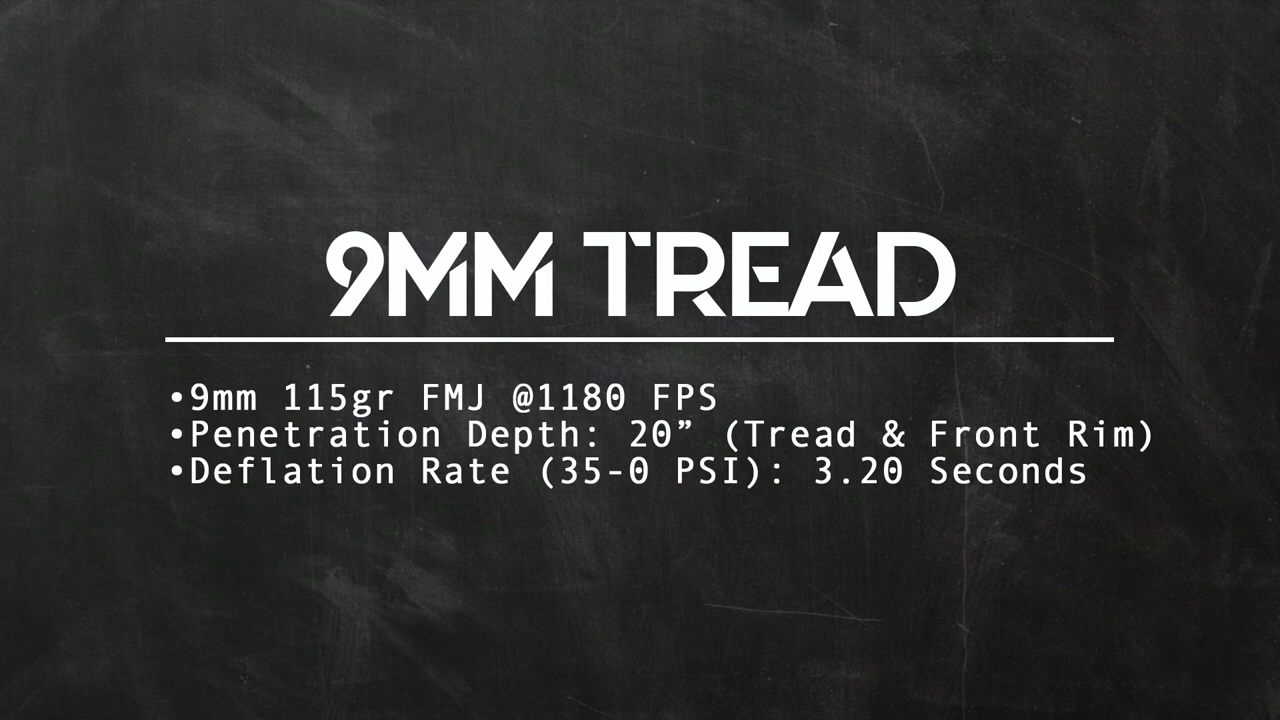 9MM TREAD
•9mm 115gr FMJ @1180 FPS
•Penetration Depth: 20” (Tread & Front Rim)
•Deflation Rate (35-0 PSI): 3.20 Seconds